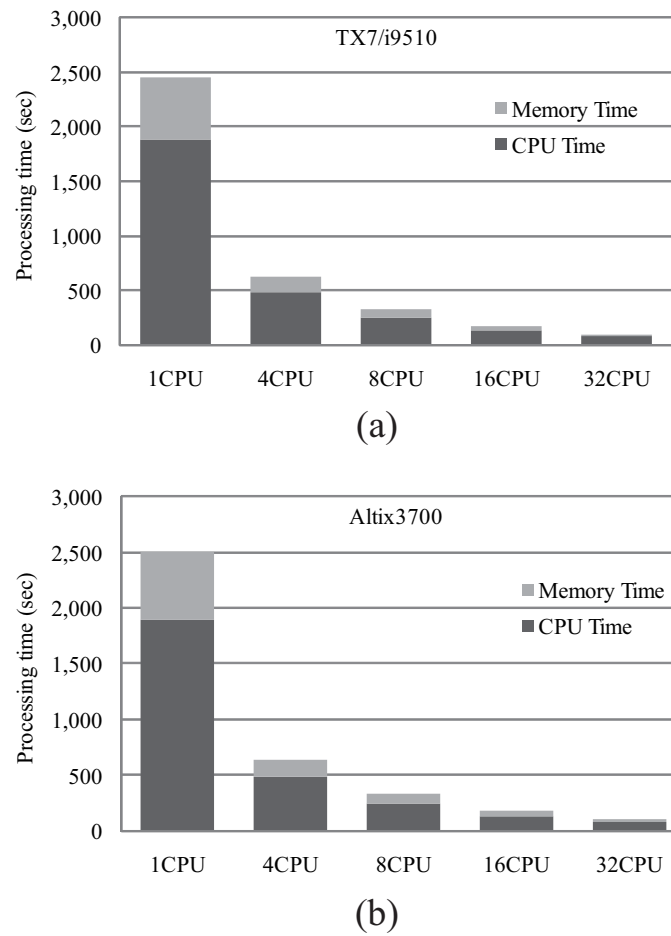 TX7/i9510
Processing time (sec)
3,000
2,500
2,000
1,500
1,000
500
0
Memory Time
CPU Time
1CPU 4CPU 8CPU 16CPU 32CPU
(a)
Altix3700
Processing time (sec)
3,000
2,500
2,000
1,500
1,000
500
0
Memory Time
CPU Time
1CPU 4CPU 8CPU 16CPU 32CPU
(b)